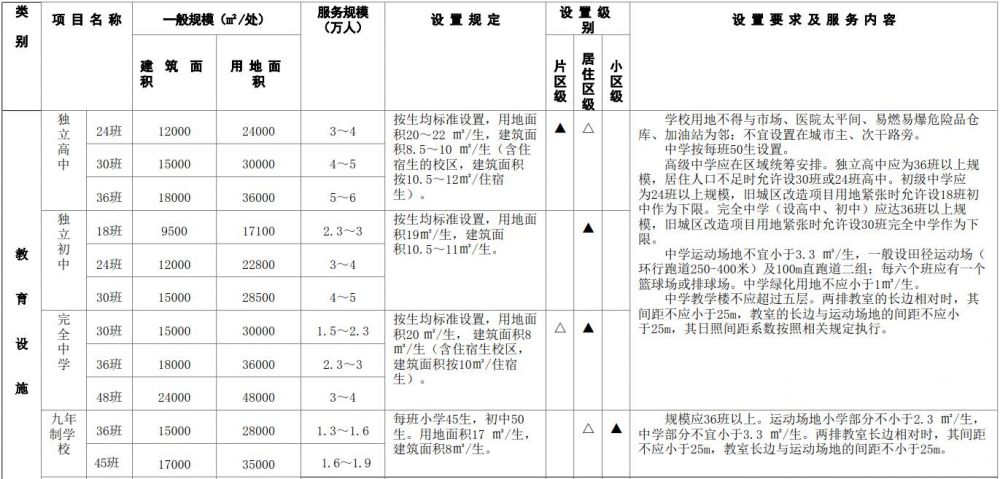 类别
项目名称
一般规模（㎡/处）
服务规模（万人）
设置规定
设置级别
设置要求及服务内容
建筑面积
用地面积
片区级
居住区级
小区级
教育设施
独立高中
24班 12000 24000 3～4
30班 15000 30000 4～5
36班 18000 36000 5～6
按生均标准设置，用地面
积20～22 ㎡/生，建筑面
积8.5～10 ㎡/生（含住
宿生的校区，建筑面积
按10.5～12㎡/住宿
生）。
▲ △
独立初中
18班 9500 17100 2.3～3
24班 12000 22800 3～4
30班 15000 28500 4～5
按生均标准设置，用地面
积19㎡/生，建筑面
积10.5～11㎡/生。
▲
完全中学
30班 15000 30000 1.5～2.3
36班 18000 36000 2.3～3
48班 24000 48000 3～4
按生均标准设置，用地面
积20 ㎡/生， 建筑面积8
㎡/生（含住宿生校区，
建筑面积按10㎡/住宿
生）。
△ ▲
学校用地不得与市场、医院太平间、易燃易爆危险品仓
库、加油站为邻；不宜设置在城市主、次干路旁。
中学按每班50生设置。
高级中学应在区域统筹安排。独立高中应为36班以上规
模，居住人口不足时允许设30班或24班高中。初级中学应
为24班以上规模，旧城区改造项目用地紧张时允许设18班初
中作为下限。完全中学（设高中、初中）应达36班以上规
模，旧城区改造项目用地紧张时允许设30班完全中学作为下
限。
中学运动场地不宜小于3.3 ㎡/生，一般设田径运动场（
环行跑道250-400米）及100m直跑道二组；每六个班应有一个
篮球场或排球场。中学绿化用地不应小于1㎡/生。
中学教学楼不应超过五层。两排教室的长边相对时，其
间距不应小于25m，教室的长边与运动场地的间距不应小
于25m，其日照间距系数按照相关规定执行。
九年制学校
36班 15000 28000 1.3～1.6
45班 17000 35000 1.6～1.9
每班小学45生，初中50
生。用地面积17 ㎡/生，
建筑面积8㎡/生。
△ ▲
规模应36班以上。运动场地小学部分不小于2.3 ㎡/生，
中学部分不宜小于3.3 ㎡/生。两排教室长边相对时，其间距
不应小于25m，教室长边与运动场地的间距不小于25m。